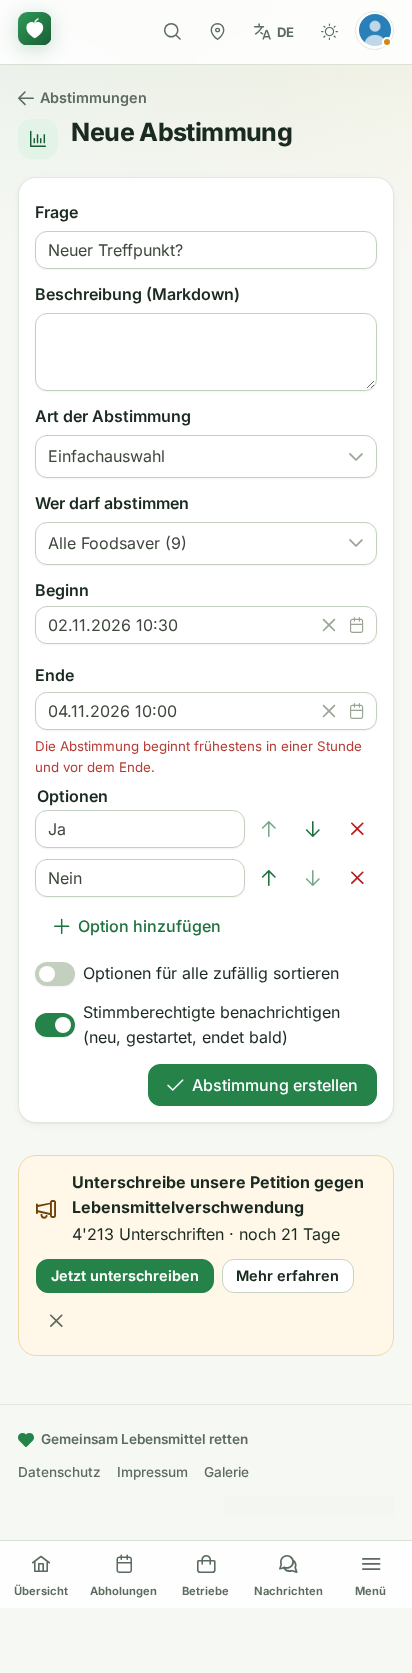 DE
Abstimmungen
Neue Abstimmung
Frage
Neuer Treffpunkt?
Beschreibung (Markdown)
Art der Abstimmung
Einfachauswahl
Wer darf abstimmen
Alle Foodsaver (9)
Beginn
02.11.2026 10:30
Ende
04.11.2026 10:00
Die Abstimmung beginnt frühestens in einer Stunde
und vor dem Ende.
Optionen
Ja
Nein
Option hinzufügen
Optionen für alle zufällig sortieren
Stimmberechtigte benachrichtigen
(neu, gestartet, endet bald)
Abstimmung erstellen
Unterschreibe unsere Petition gegen
Lebensmittelverschwendung
4'213 Unterschriften · noch 21 Tage
Jetzt unterschreiben Mehr erfahren
Gemeinsam Lebensmittel retten
Datenschutz Impressum Galerie
Übersicht Abholungen Betriebe Nachrichten Menü